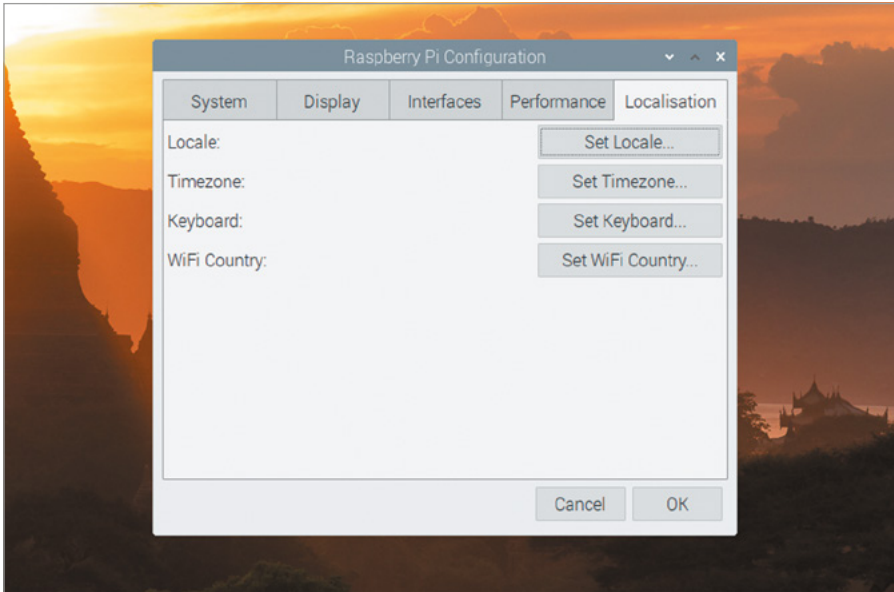 Raspberry Pi Configuration
System Display Interfaces Performance Localisation
Locale: Set Locale...
Timezone: Set Timezone...
Keyboard: Set Keyboard...
WiFi Country: Set WiFi Country...
Cancel OK